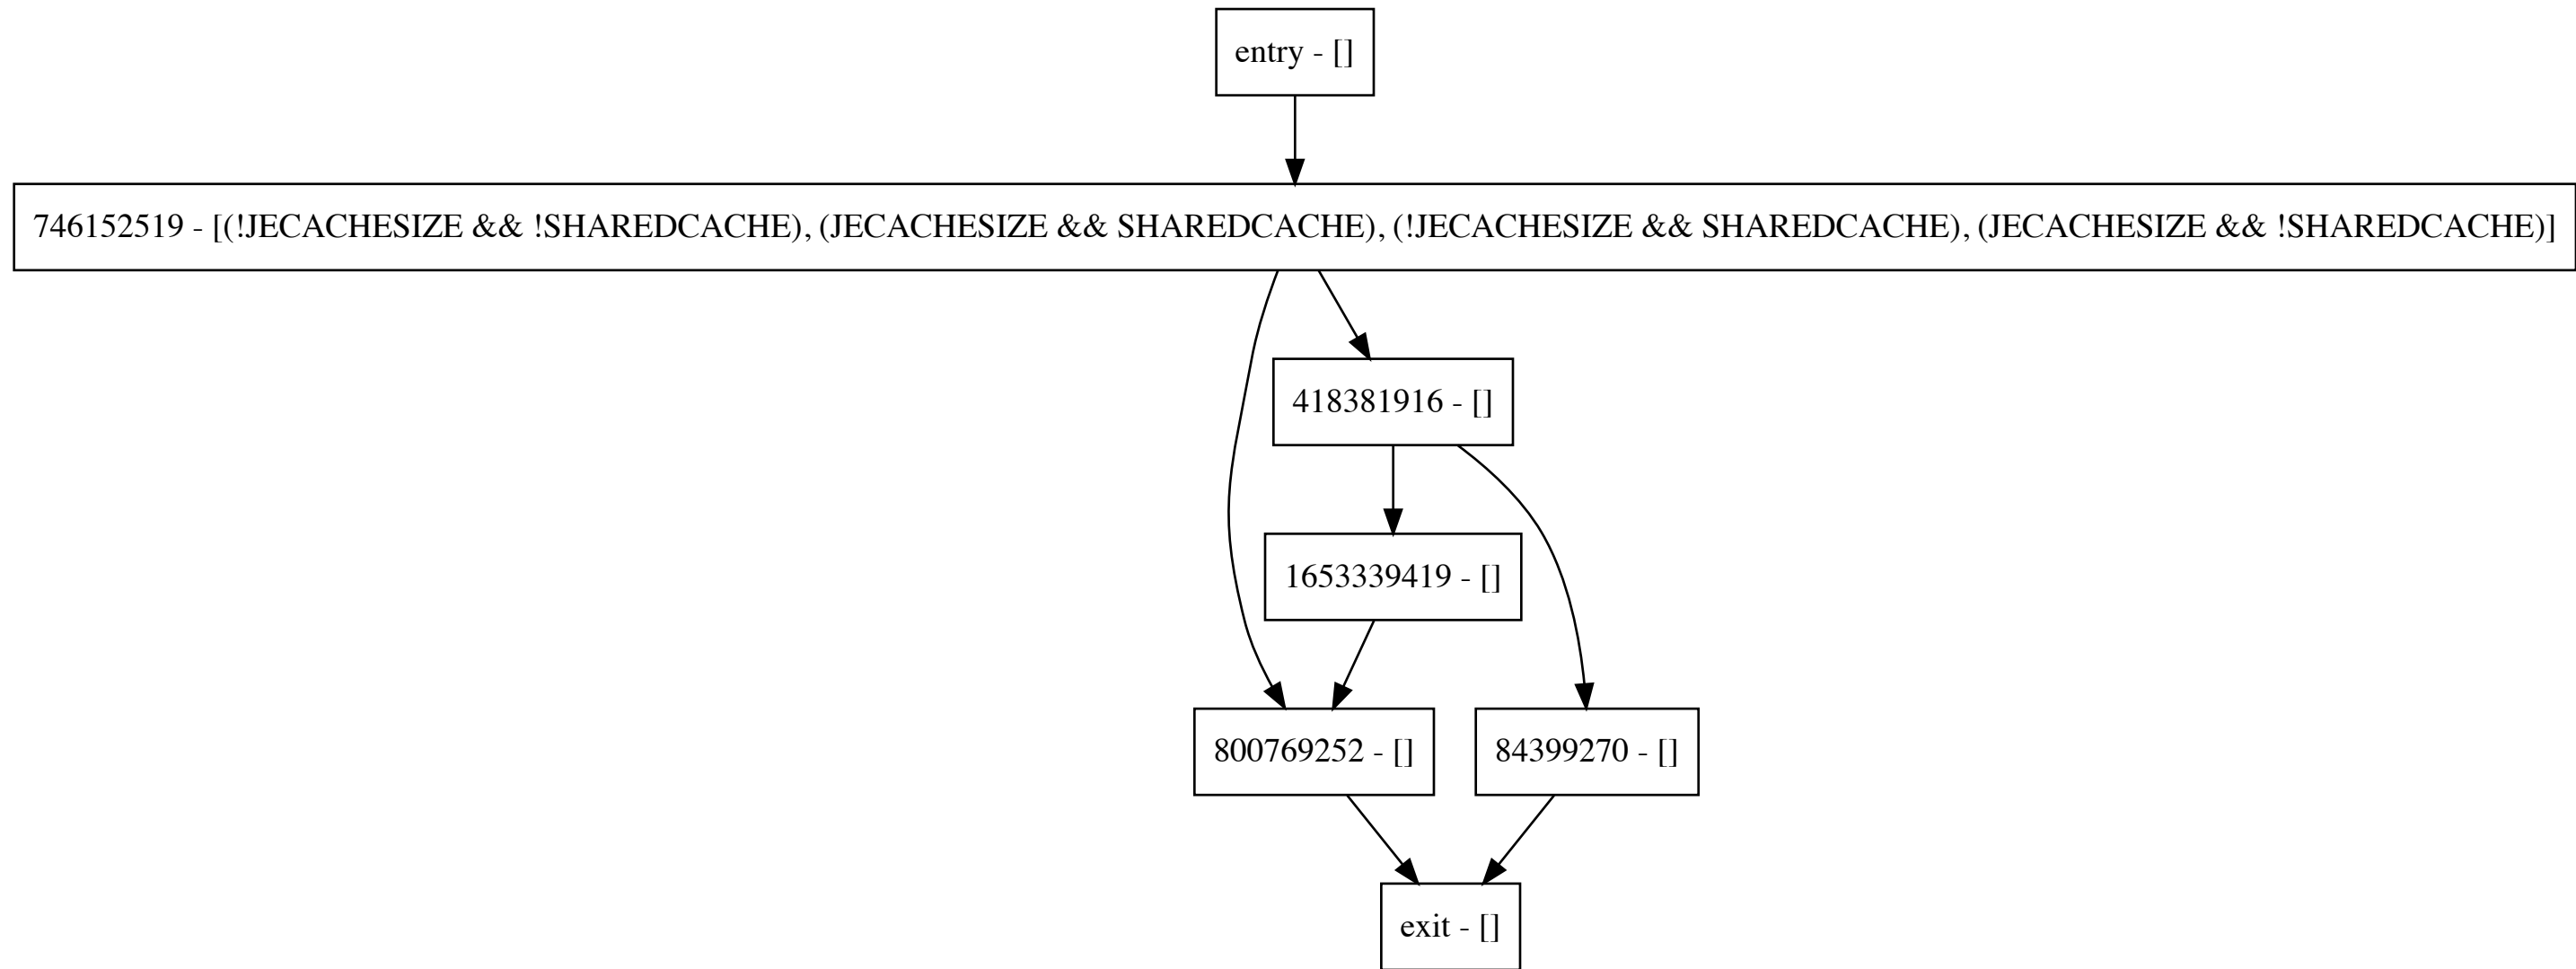 entry - []
746152519 - [(!JECACHESIZE && !SHAREDCACHE), (JECACHESIZE && SHAREDCACHE), (!JECACHESIZE && SHAREDCACHE), (JECACHESIZE && !SHAREDCACHE)]
418381916 - []
1653339419 - []
800769252 - []
84399270 - []
exit - []